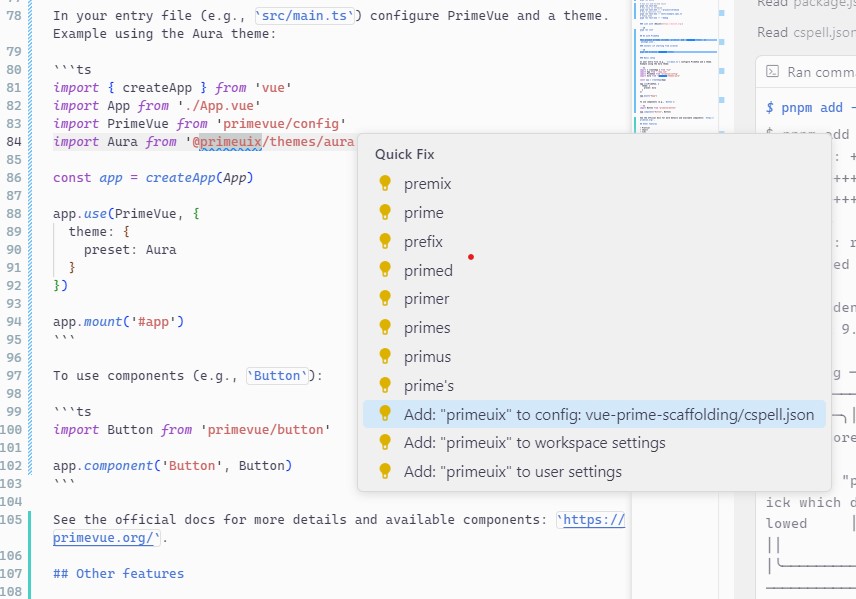 78 In your entry file (e.g., `src/main.ts`) configure PrimeVue and a theme.
Example using the Aura theme:
79
80 ```ts
81 import { createApp } from 'vue'
82 import App from './App.vue'
83 import PrimeVue from 'primevue/config'
84 import Aura from '@primeuix/themes/aura
85
86 const app = createApp(App)
87
88 app.use(PrimeVue, {
89 theme: {
90 preset: Aura
91 }
92 })
93
94 app.mount('#app')
95 ```
96
97 To use components (e.g., `Button`):
98
99 ```ts
100 import Button from 'primevue/button'
101
102 app.component('Button', Button)
103 ```
104
105 See the official docs for more details and available components: `https://
primevue.org/`.
106
107 ## Other features
108
Quick Fix
premix
prime
prefix
primed
primer
primes
primus
prime's
Add: "primeuix" to config: vue-prime-scaffolding/cspell.json
Add: "primeuix" to workspace settings
Add: "primeuix" to user settings
Read package.js
Read cspell.json
Ran comma
$ pnpm add -
$ pnpm add
: +
+++
+++
: r
ed
den
9.
g
ore
"p
ick which d
lowed